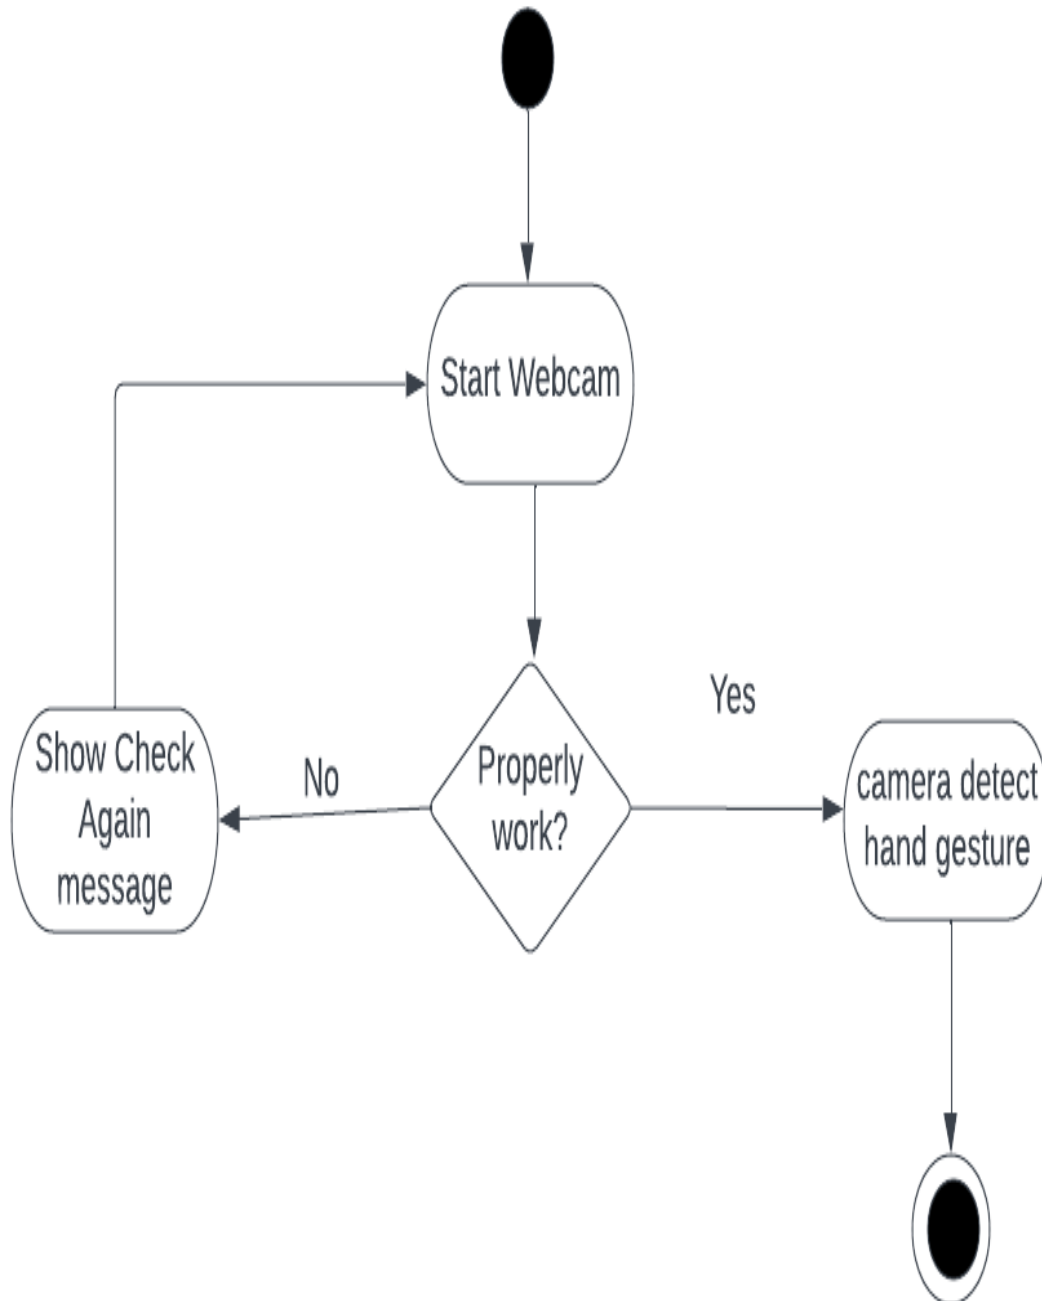 Start Webcam
Yes
Properly
work?
No
Show Check
Again
message
camera detect
hand gesture